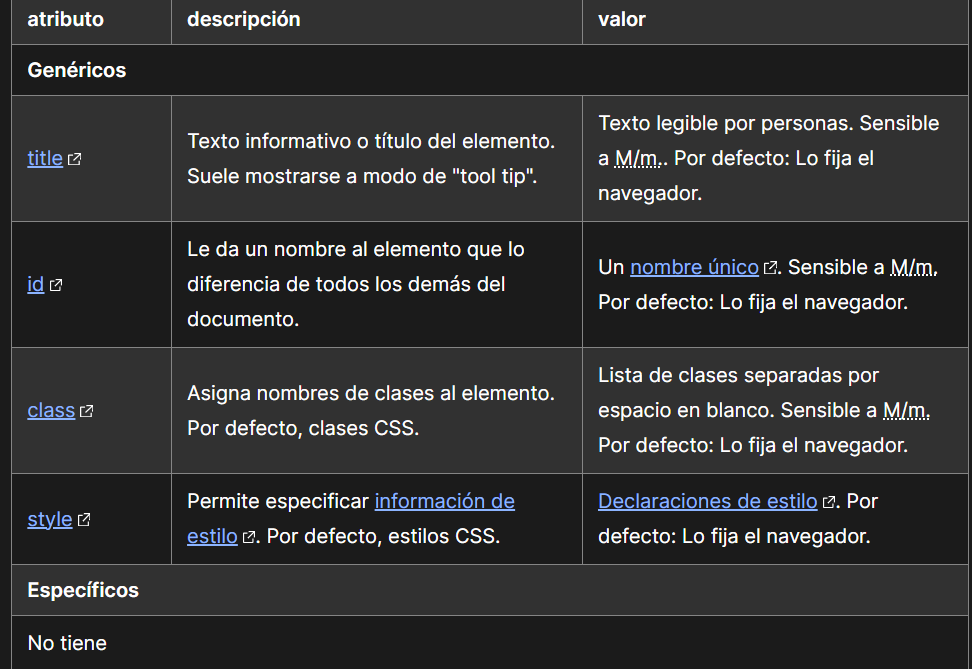 atributo descripción valor
Genéricos
title
Texto informativo o título del elemento.
Suele mostrarse a modo de "tool tip".
Texto legible por personas. Sensible
a M/m.. Por defecto: Lo fija el
navegador.
id
Le da un nombre al elemento que lo
diferencia de todos los demás del
documento.
Un nombre único. Sensible a M/m.
Por defecto: Lo fija el navegador.
class
Asigna nombres de clases al elemento.
Por defecto, clases CSS.
Lista de clases separadas por
espacio en blanco. Sensible a M/m.
Por defecto: Lo fija el navegador.
style
Permite especificar información de
estilo. Por defecto, estilos CSS.
Declaraciones de estilo. Por
defecto: Lo fija el navegador.
Específicos
No tiene